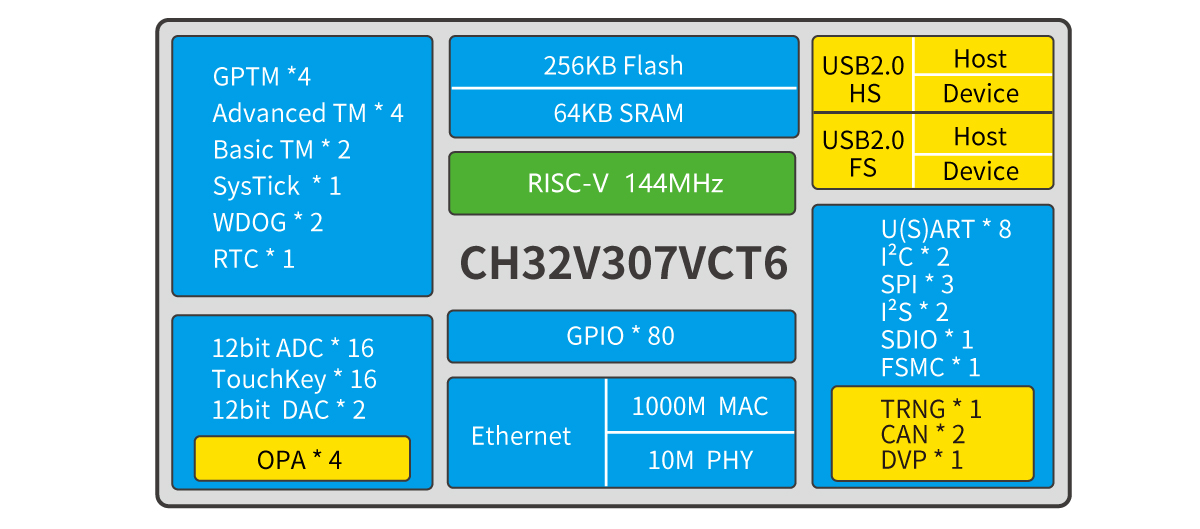 GPTM *4
Advanced TM * 4
Basic TM * 2
SysTick * 1
WDOG * 2
RTC * 1
12bit ADC * 16
TouchKey * 16
12bit DAC * 2
OPA * 4
256KB Flash
64KB SRAM
RISC-V 144MHz
CH32V307VCT6
GPIO * 80
Ethernet
1000M MAC
10M PHY
USB2.0
HS
Host
Device
USB2.0
FS
Host
Device
U(S)ART * 8
I²C * 2
SPI * 3
I²S * 2
SDIO * 1
FSMC * 1
TRNG * 1
CAN * 2
DVP * 1